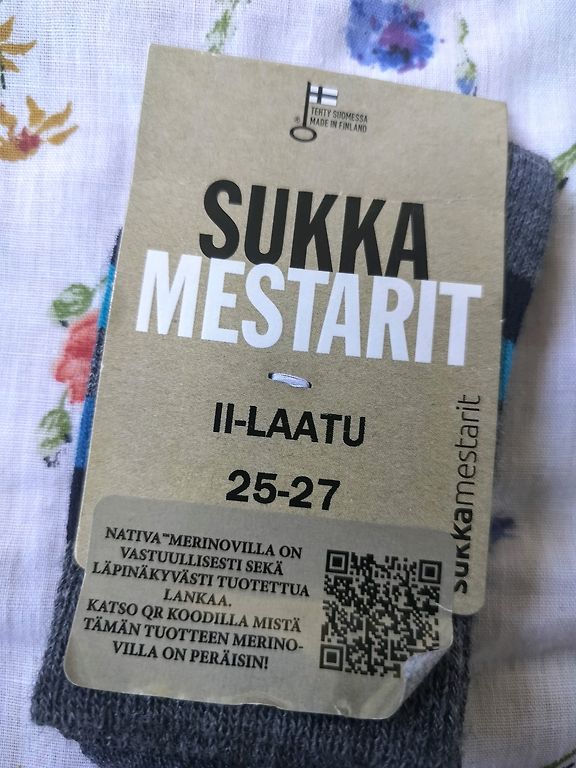 TEHTY SUOMESSA
MADE IN FINLAND
SUKKA
MESTARIT
II-LAATU
25-27
sukkamestarit
NATIVA™MERINOVILLA ON
VASTUULLISESTI SEKÄ
LÄPINÄKYVÄSTI TUOTETTUA
LANKAA.
KATSO QR KOODILLA MISTÄ
TÄMÄN TUOTTEEN MERINO-
VILLA ON PERÄISIN!